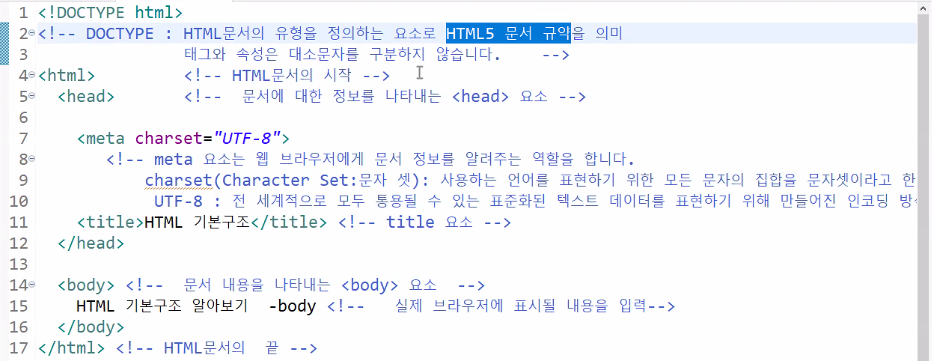 1 <!DOCTYPE html>
2 <!-- DOCTYPE : HTML문서의 유형을 정의하는 요소로 HTML5 문서 규약을 의미
3 태그와 속성은 대소문자를 구분하지 않습니다. -->
4 <html> <!-- HTML문서의 시작 -->
5 <head> <!-- 문서에 대한 정보를 나타내는 <head> 요소 -->
6
7 <meta charset="UTF-8">
8 <!-- meta 요소는 웹 브라우저에게 문서 정보를 알려주는 역할을 합니다.
9 charset(Character Set:문자 셋): 사용하는 언어를 표현하기 위한 모든 문자의 집합을 문자셋이라고 한
10 UTF-8 : 전 세계적으로 모두 통용될 수 있는 표준화된 텍스트 데이터를 표현하기 위해 만들어진 인코딩 방식
11 <title>HTML 기본구조</title> <!-- title 요소 -->
12 </head>
13
14 <body> <!-- 문서 내용을 나타내는 <body> 요소 -->
15 HTML 기본구조 알아보기 -body <!-- 실제 브라우저에 표시될 내용을 입력-->
16 </body>
17 </html> <!-- HTML문서의 끝 -->